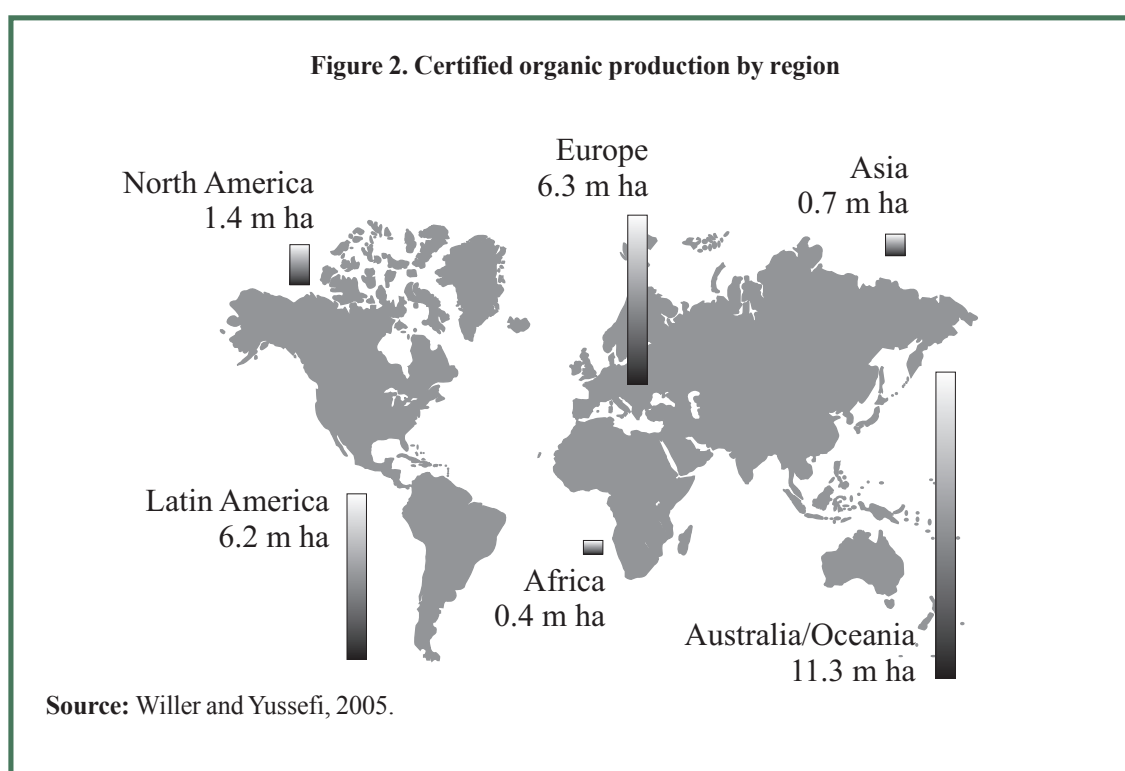 Figure 2. Certified organic production by region
Europe
6.3 m ha
Asia
0.7 m ha
North America
1.4 m ha
Latin America
6.2 m ha
Africa
0.4 m ha
Australia/Oceania
11.3 m ha
Source: Willer and Yussefi, 2005.